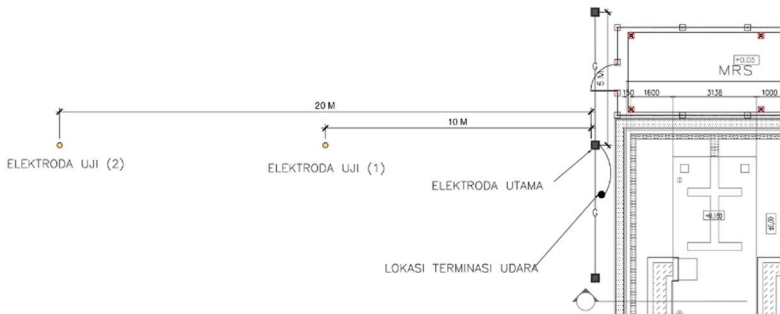 +0.05
MRS
5 M
G
150 1600 3138 1000
20 M
10 M
ELEKTRODA UJI (2)
ELEKTRODA UJI (1)
ELEKTRODA UTAMA
G
LOKASI TERMINASI UDARA